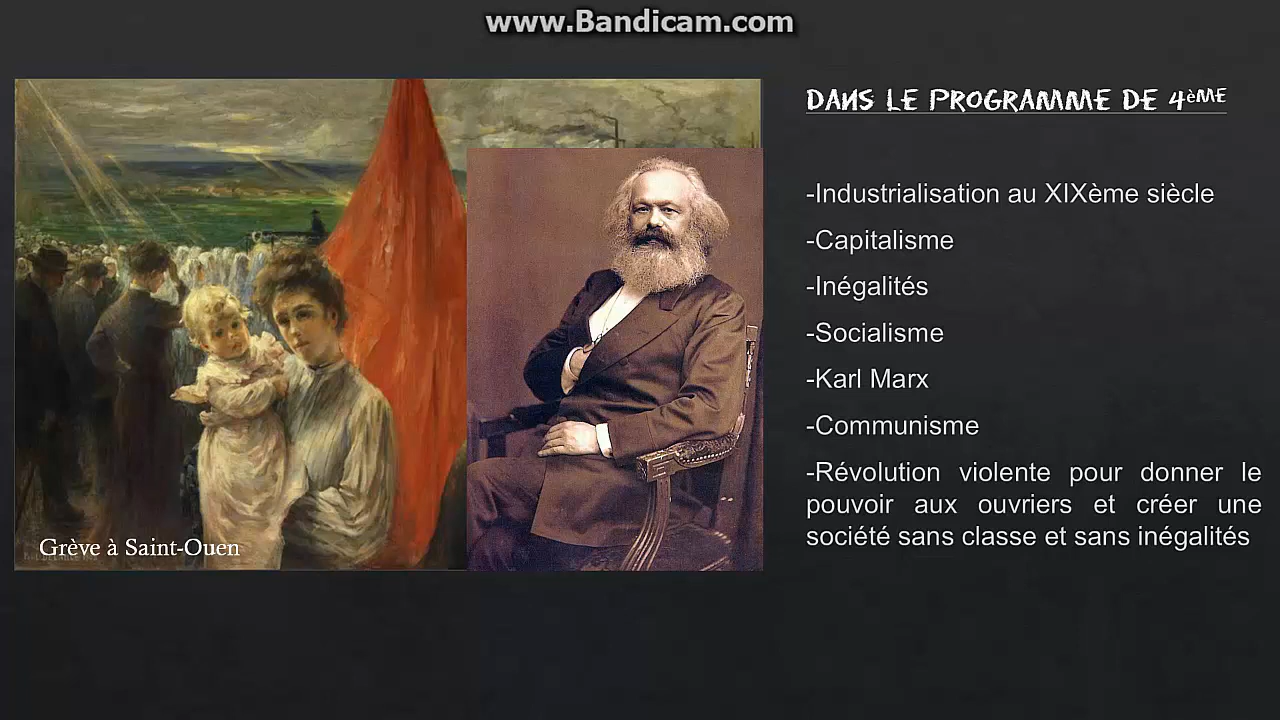 www.Bandicam.com
DANS LE PROGRAMME DE 4èME
-Industrialisation au XIXème siècle
-Capitalisme
-Inégalités
-Socialisme
-Karl Marx
-Communisme
-Révolution violente pour donner le
pouvoir aux ouvriers et créer une
société sans classe et sans inégalités
Grève à Saint-Ouen